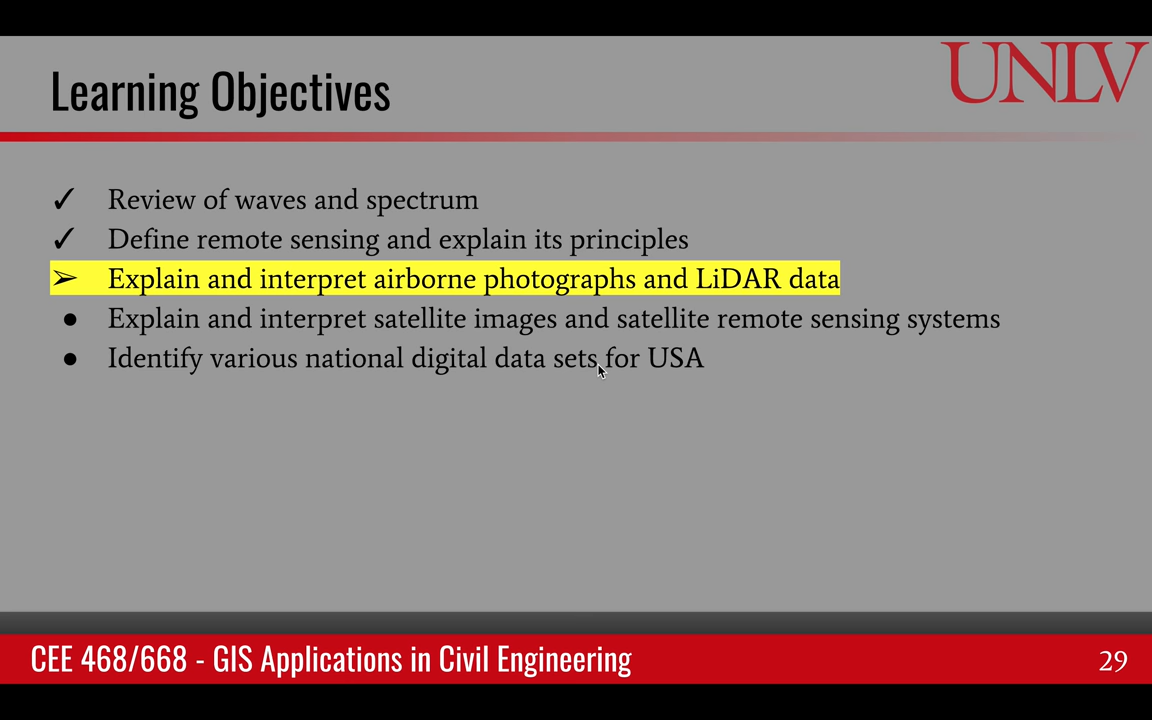 UNLV
Learning Objectives
✓ Review of waves and spectrum
✓ Define remote sensing and explain its principles
➢ Explain and interpret airborne photographs and LiDAR data
● Explain and interpret satellite images and satellite remote sensing systems
● Identify various national digital data sets for USA
CEE 468/668 - GIS Applications in Civil Engineering
29